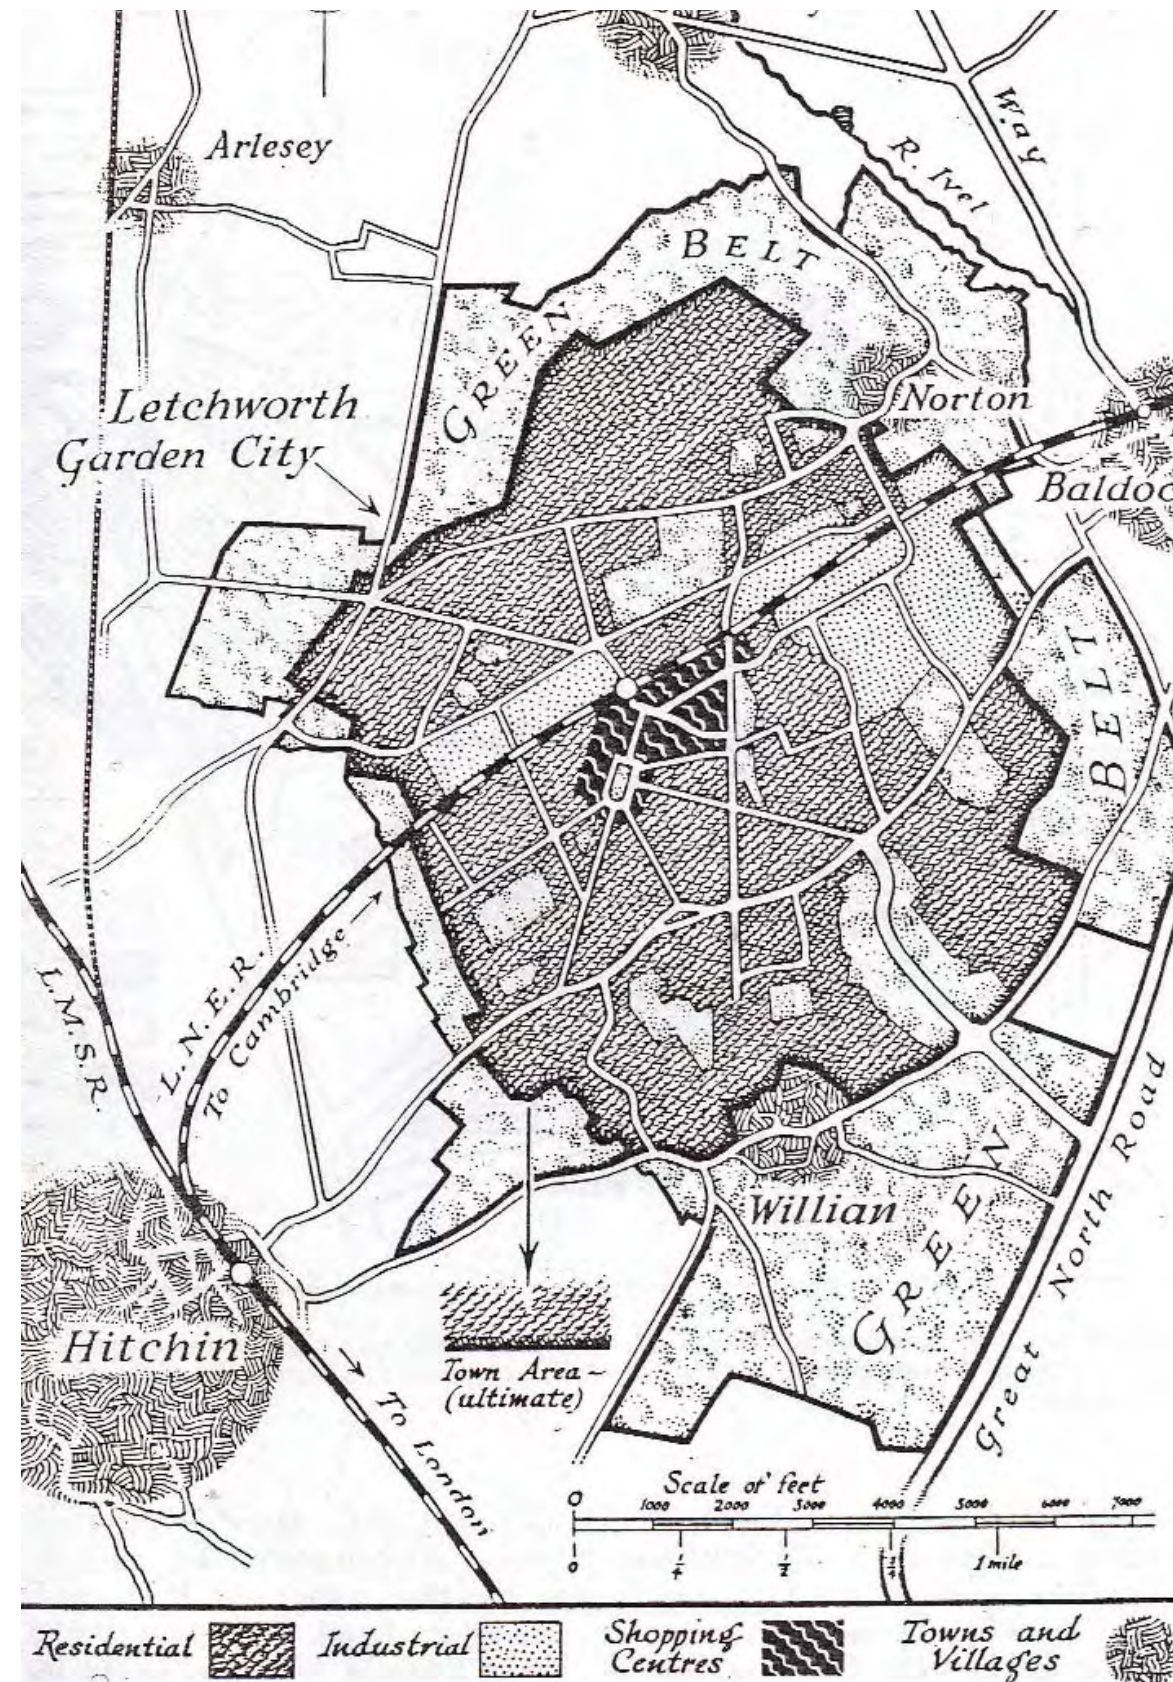 Arlesey
Way
R. Ivel
BELT
GREEN
Letchworth
Garden City
Norton
Baldoc
BELT
L.N.E.R.
To Cambridge
L.M.S.R.
Willian
GREEN
Great North Road
Hitchin
To London
Town Area –
(ultimate)
Scale of feet
0 1000 2000 3000 4000 5000 6000 7000
0 1/4 1/2 3/4 1 mile
Residential
Industrial
Shopping
Centres
Towns and
Villages